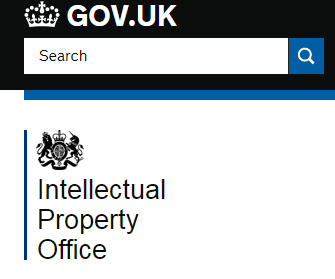 GOV.UK
Search
Intellectual
Property
Office